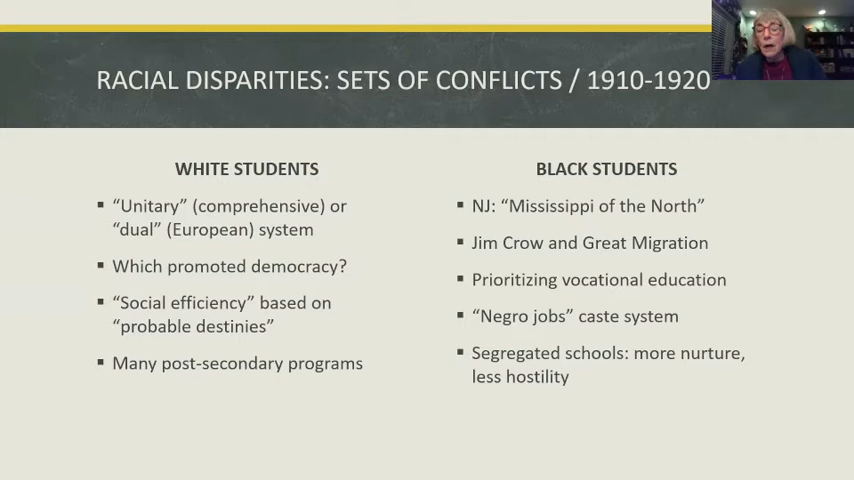 RACIAL DISPARITIES: SETS OF CONFLICTS / 1910-1920
WHITE STUDENTS
▪ “Unitary” (comprehensive) or
“dual” (European) system
▪ Which promoted democracy?
▪ “Social efficiency” based on
“probable destinies”
▪ Many post-secondary programs
BLACK STUDENTS
▪ NJ: “Mississippi of the North”
▪ Jim Crow and Great Migration
▪ Prioritizing vocational education
▪ “Negro jobs” caste system
▪ Segregated schools: more nurture,
less hostility